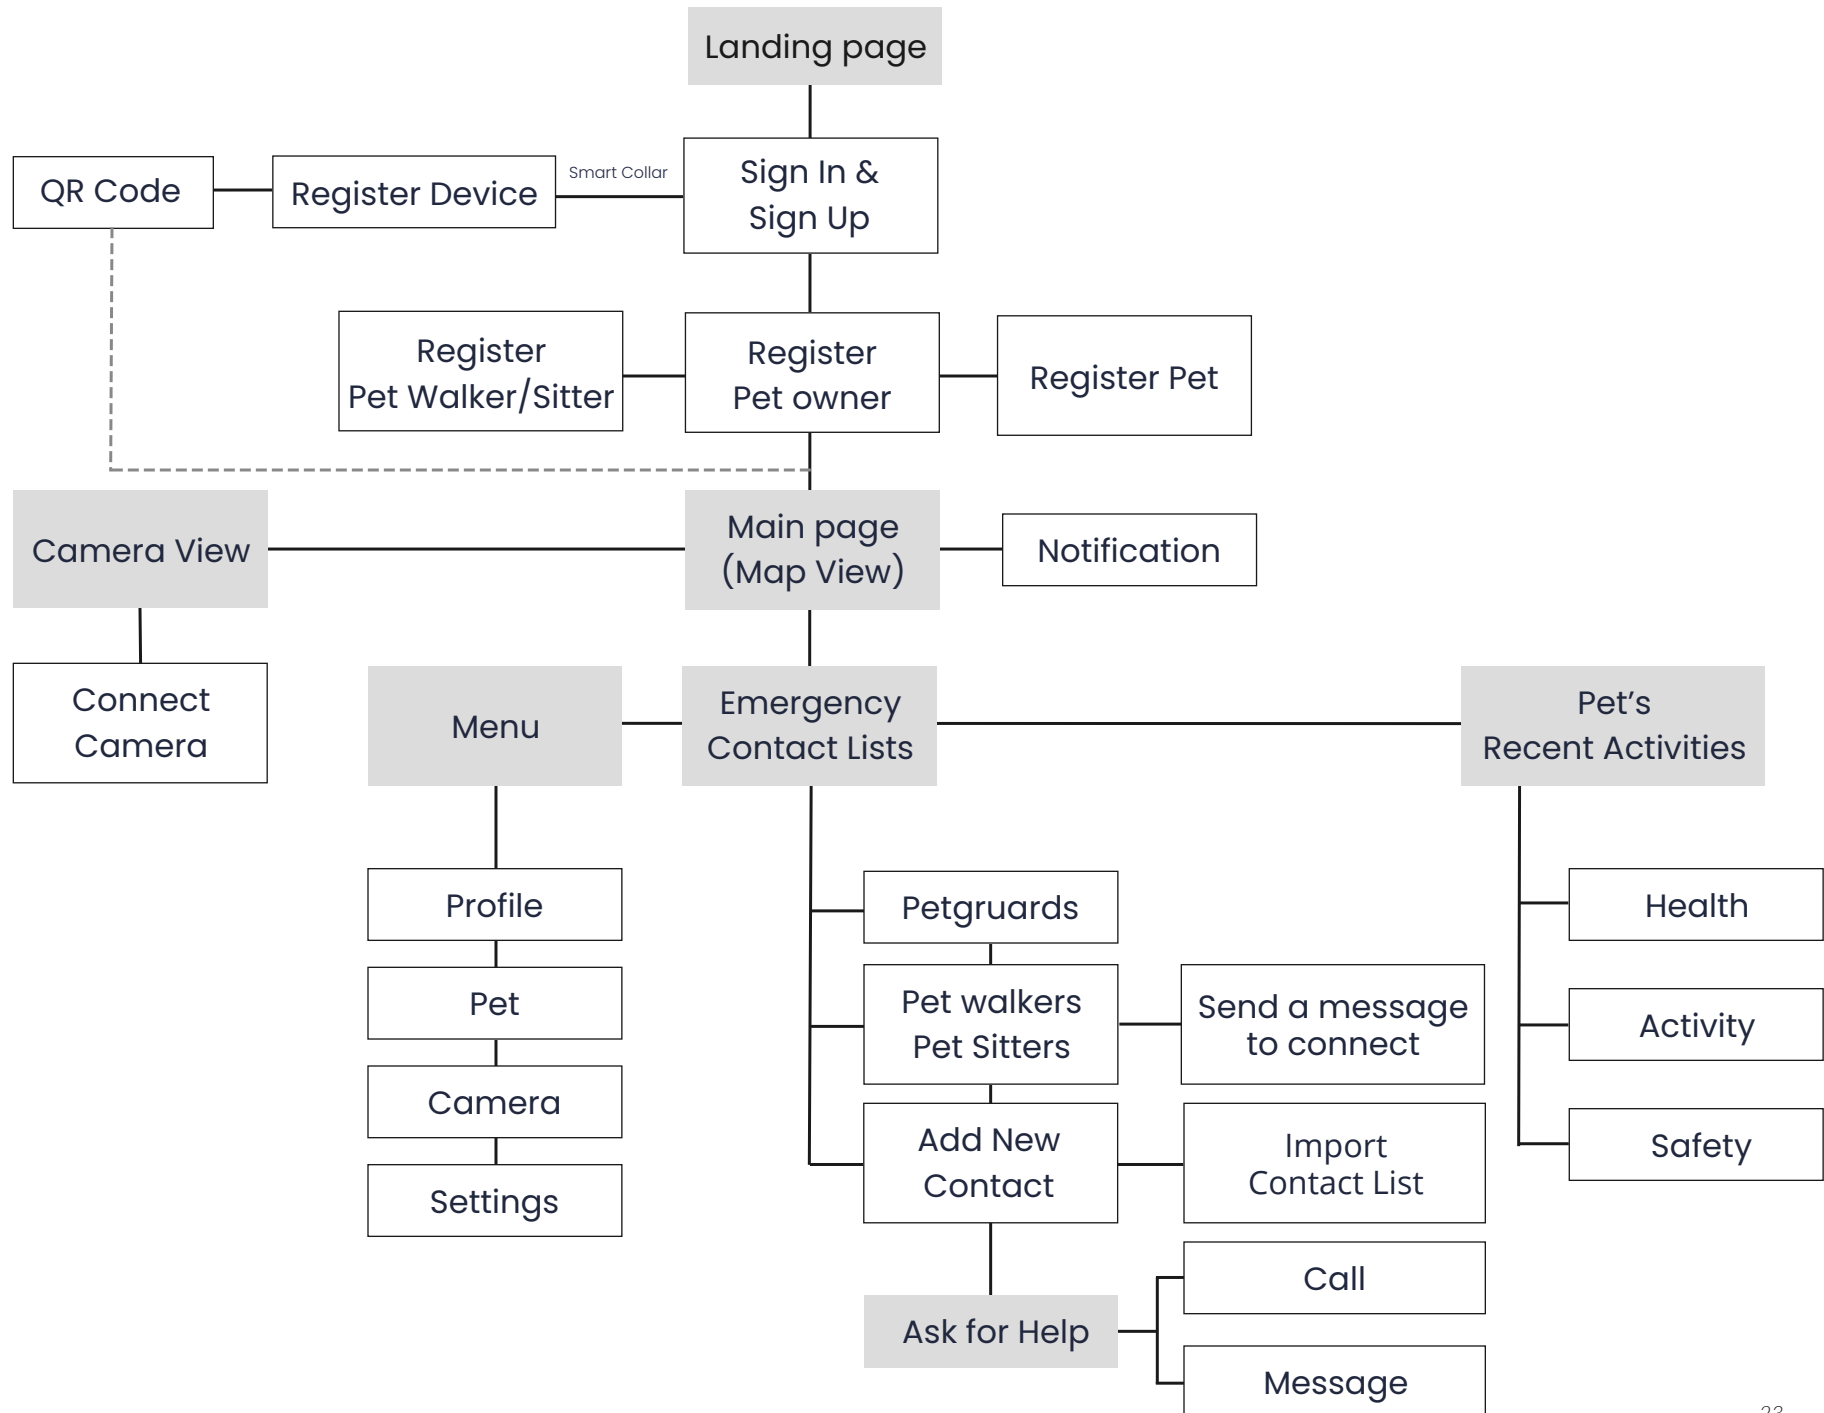 Landing page
QR Code
Register Device
Smart Collar
Sign In &
Sign Up
Register
Pet Walker/Sitter
Register
Pet owner
Register Pet
Camera View
Main page
(Map View)
Notification
Connect
Camera
Menu
Emergency
Contact Lists
Pet’s
Recent Activities
Profile
Pet
Camera
Settings
Petgruards
Pet walkers
Pet Sitters
Send a message
to connect
Add New
Contact
Import
Contact List
Health
Activity
Safety
Ask for Help
Call
Message